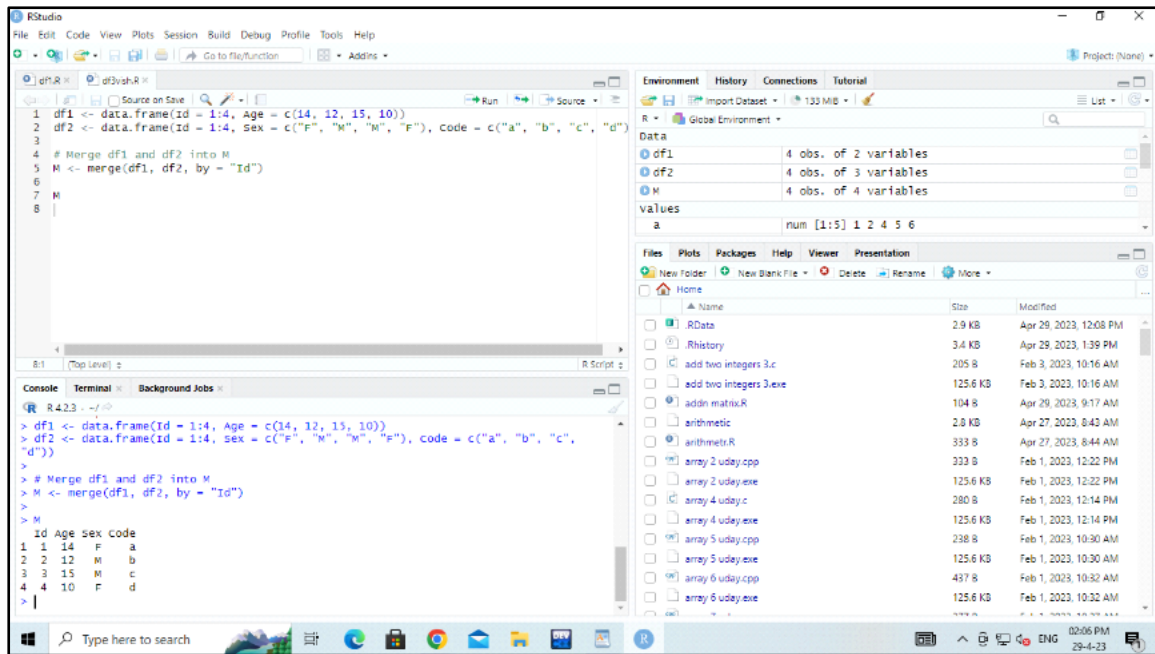 RStudio
File Edit Code View Plots Session Build Debug Profile Tools Help
Go to file/function Addins Project: (None)
df1.R df3vish.R
Source on Save Run Source
1 df1 <- data.frame(Id = 1:4, Age = c(14, 12, 15, 10))
2 df2 <- data.frame(Id = 1:4, Sex = c("F", "M", "M", "F"), Code = c("a", "b", "c", "d")
3
4 # Merge df1 and df2 into M
5 M <- merge(df1, df2, by = "Id")
6
7 M
8
8:1 (Top Level) R Script
Console Terminal Background Jobs
R 4.2.3 · ~/
> df1 <- data.frame(Id = 1:4, Age = c(14, 12, 15, 10))
> df2 <- data.frame(Id = 1:4, Sex = c("F", "M", "M", "F"), Code = c("a", "b", "c",
"d"))
>
> # Merge df1 and df2 into M
> M <- merge(df1, df2, by = "Id")
>
> M
Id Age Sex Code
1 1 14 F a
2 2 12 M b
3 3 15 M c
4 4 10 F d
>
Environment History Connections Tutorial
Import Dataset 133 MiB List
R Global Environment
Data
df1 4 obs. of 2 variables
df2 4 obs. of 3 variables
M 4 obs. of 4 variables
values
a num [1:5] 1 2 4 5 6
Files Plots Packages Help Viewer Presentation
New Folder New Blank File Delete Rename More
Home
Name Size Modified
.RData 2.9 KB Apr 29, 2023, 12:08 PM
.Rhistory 3.4 KB Apr 29, 2023, 1:39 PM
add two integers 3.c 205 B Feb 3, 2023, 10:16 AM
add two integers 3.exe 125.6 KB Feb 3, 2023, 10:16 AM
addn matrix.R 104 B Apr 29, 2023, 9:17 AM
arithmetic 2.8 KB Apr 27, 2023, 8:43 AM
arithmetr.R 333 B Apr 27, 2023, 8:44 AM
array 2 uday.cpp 333 B Feb 1, 2023, 12:22 PM
array 2 uday.exe 125.6 KB Feb 1, 2023, 12:22 PM
array 4 uday.c 280 B Feb 1, 2023, 12:14 PM
array 4 uday.exe 125.6 KB Feb 1, 2023, 12:14 PM
array 5 uday.cpp 238 B Feb 1, 2023, 10:30 AM
array 5 uday.exe 125.6 KB Feb 1, 2023, 10:30 AM
array 6 uday.cpp 437 B Feb 1, 2023, 10:32 AM
array 6 uday.exe 125.6 KB Feb 1, 2023, 10:32 AM
Type here to search DEV R ENG 02:06 PM
29-4-23